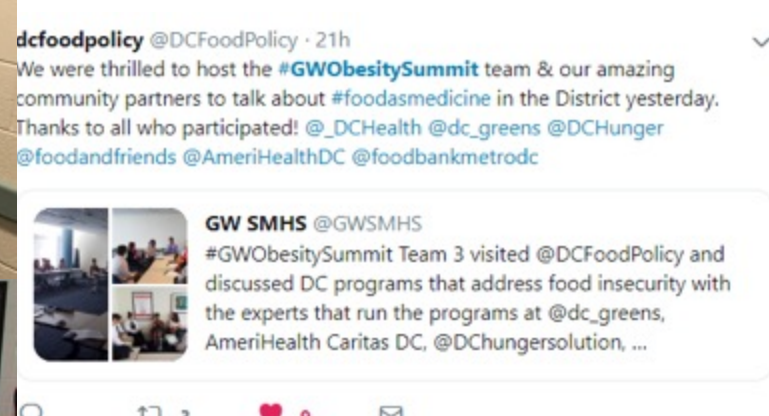 dcfoodpolicy @DCFoodPolicy · 21h
We were thrilled to host the #GWObesitySummit team & our amazing
community partners to talk about #foodasmedicine in the District yesterday.
Thanks to all who participated! @_DCHealth @dc_greens @DCHunger
@foodandfriends @AmeriHealthDC @foodbankmetrodc
GW SMHS @GWSMHS
#GWObesitySummit Team 3 visited @DCFoodPolicy and
discussed DC programs that address food insecurity with
the experts that run the programs at @dc_greens,
AmeriHealth Caritas DC, @DChungersolution, ...